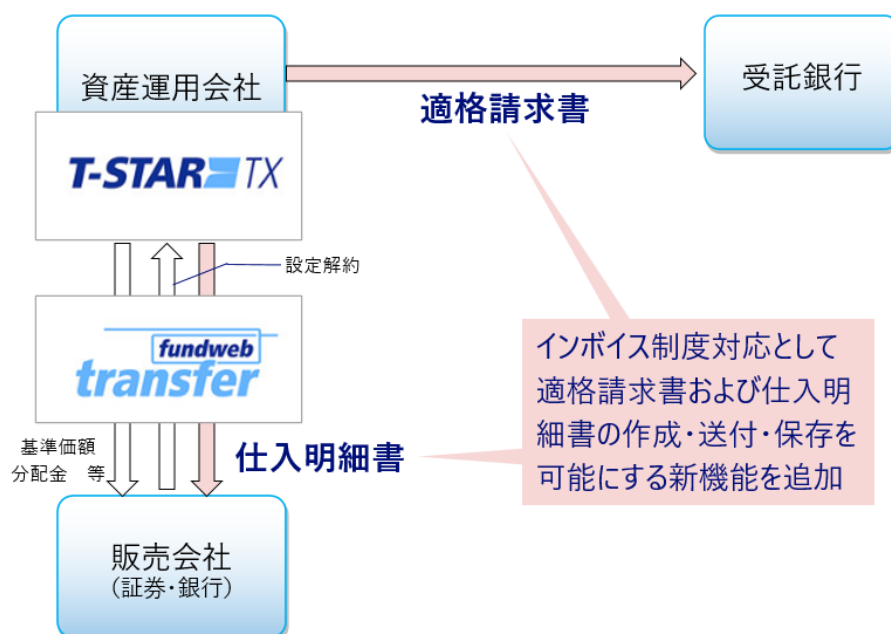 資産運用会社
受託銀行
適格請求書
T-STAR TX
設定解約
fundweb
transfer
インボイス制度対応として
適格請求書および仕入明
細書の作成・送付・保存を
可能にする新機能を追加
基準価額
分配金 等
仕入明細書
販売会社
(証券・銀行)